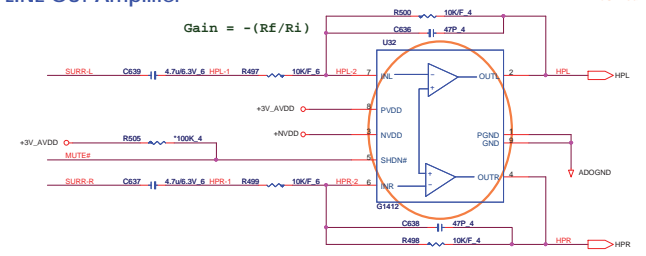 Gain = -(Rf/Ri)
R500 10K/F_4
C636 47P_4
U32
SURR-L C639 4.7u/6.3V_6 HPL-1 R497 10K/F_6 HPL-2 7 INL OUTL 2 HPL HPL
+3V_AVDD 8 PVDD
+NVDD 3 NVDD PGND 1
GND 9
+3V_AVDD R505 *100K_4
MUTE# 5 SHDN# ADOGND
SURR-R C637 4.7u/6.3V_6 HPR-1 R499 10K/F_6 HPR-2 6 INR OUTR 4
G1412
C638 47P_4
R498 10K/F_4 HPR HPR